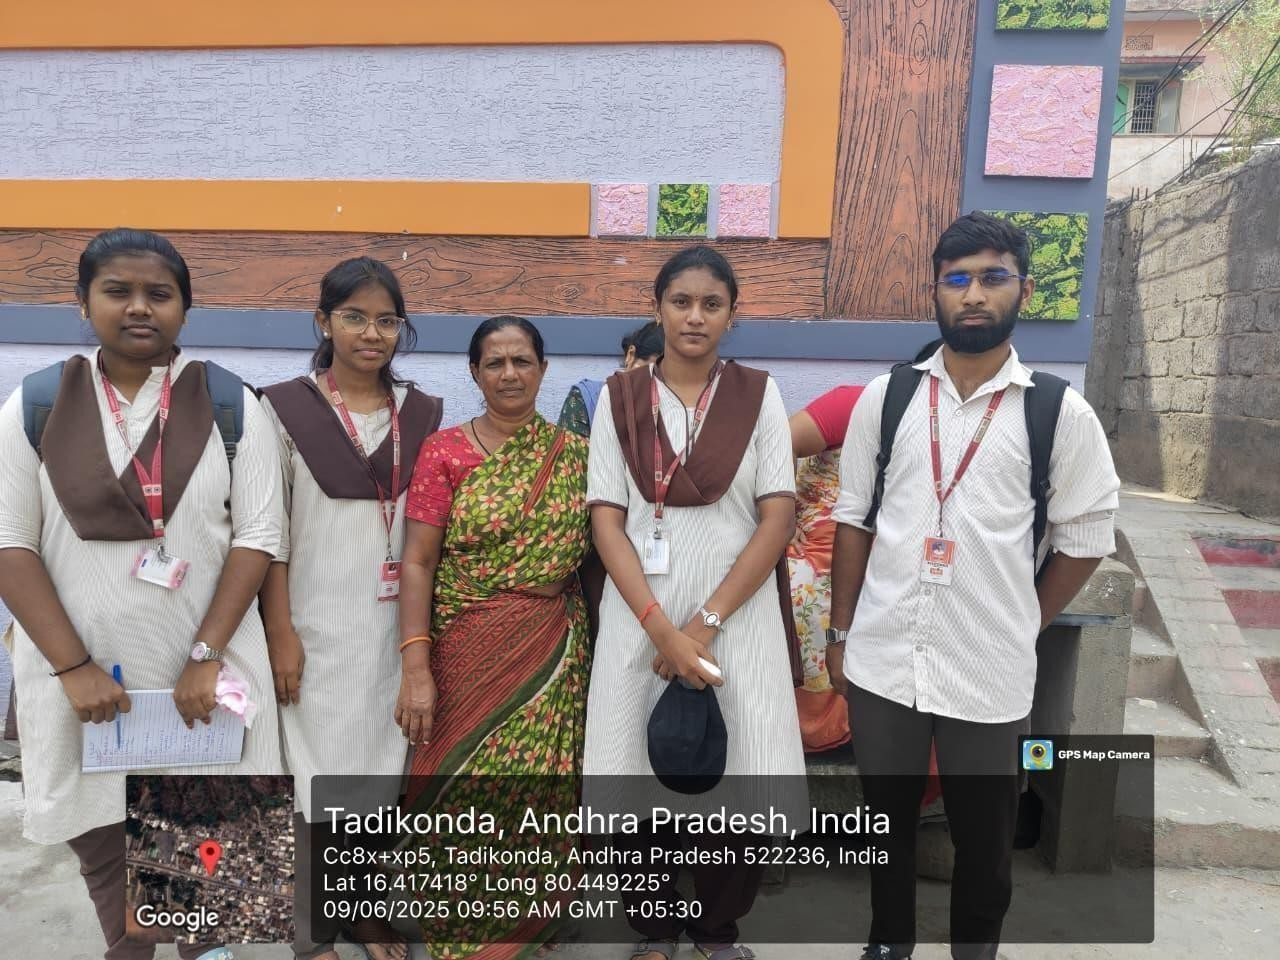 GPS Map Camera
Tadikonda, Andhra Pradesh, India
Cc8x+xp5, Tadikonda, Andhra Pradesh 522236, India
Lat 16.417418° Long 80.449225°
09/06/2025 09:56 AM GMT +05:30
Google